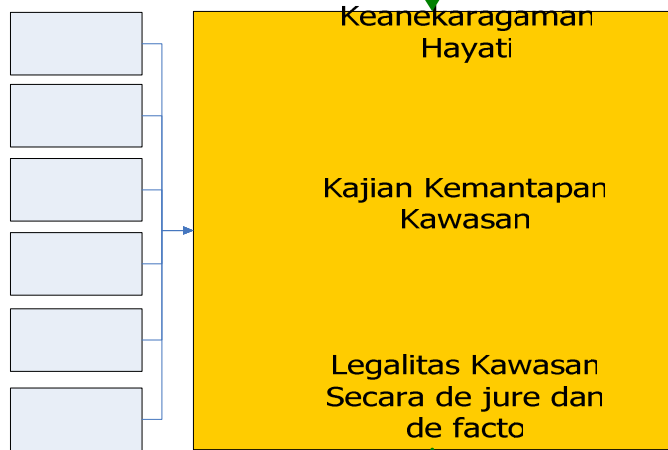 Keanekaragaman
Hayati
Kajian Kemantapan
Kawasan
Legalitas Kawasan
Secara de jure dan
de facto